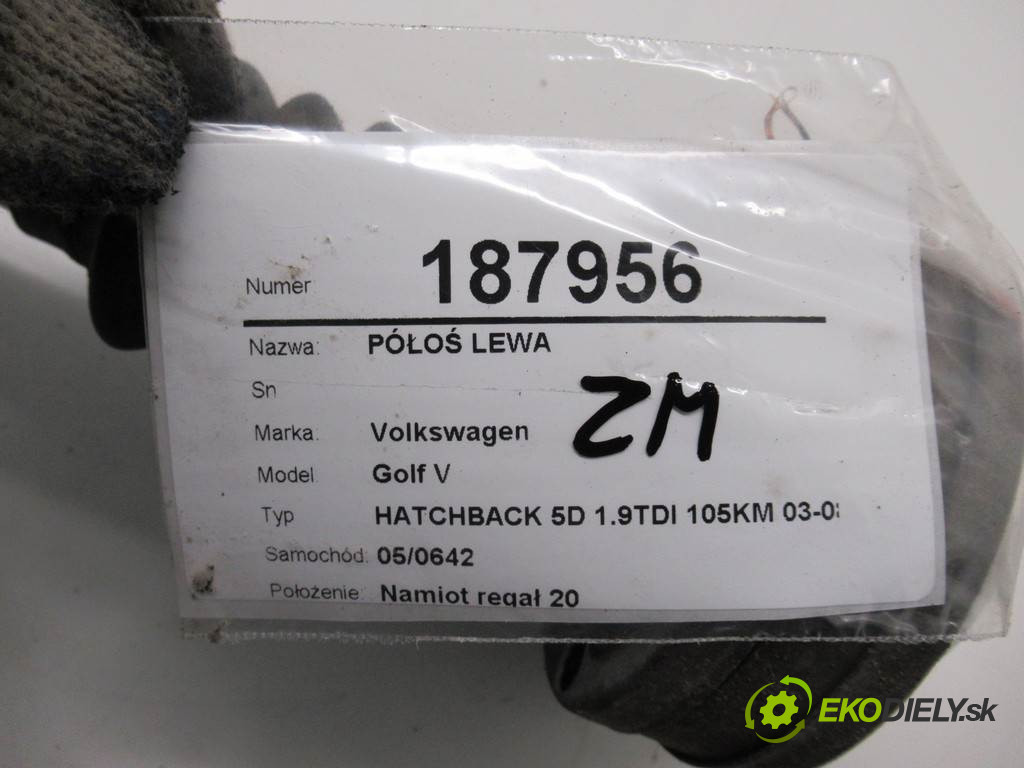 Numer 187956
Nazwa: PÓŁOŚ LEWA
Sn
ZM
Marka: Volkswagen
Model Golf V
Typ HATCHBACK 5D 1.9TDI 105KM 03-08
Samochód: 05/0642
Położenie: Namiot regał 20
EKODIELY.sk